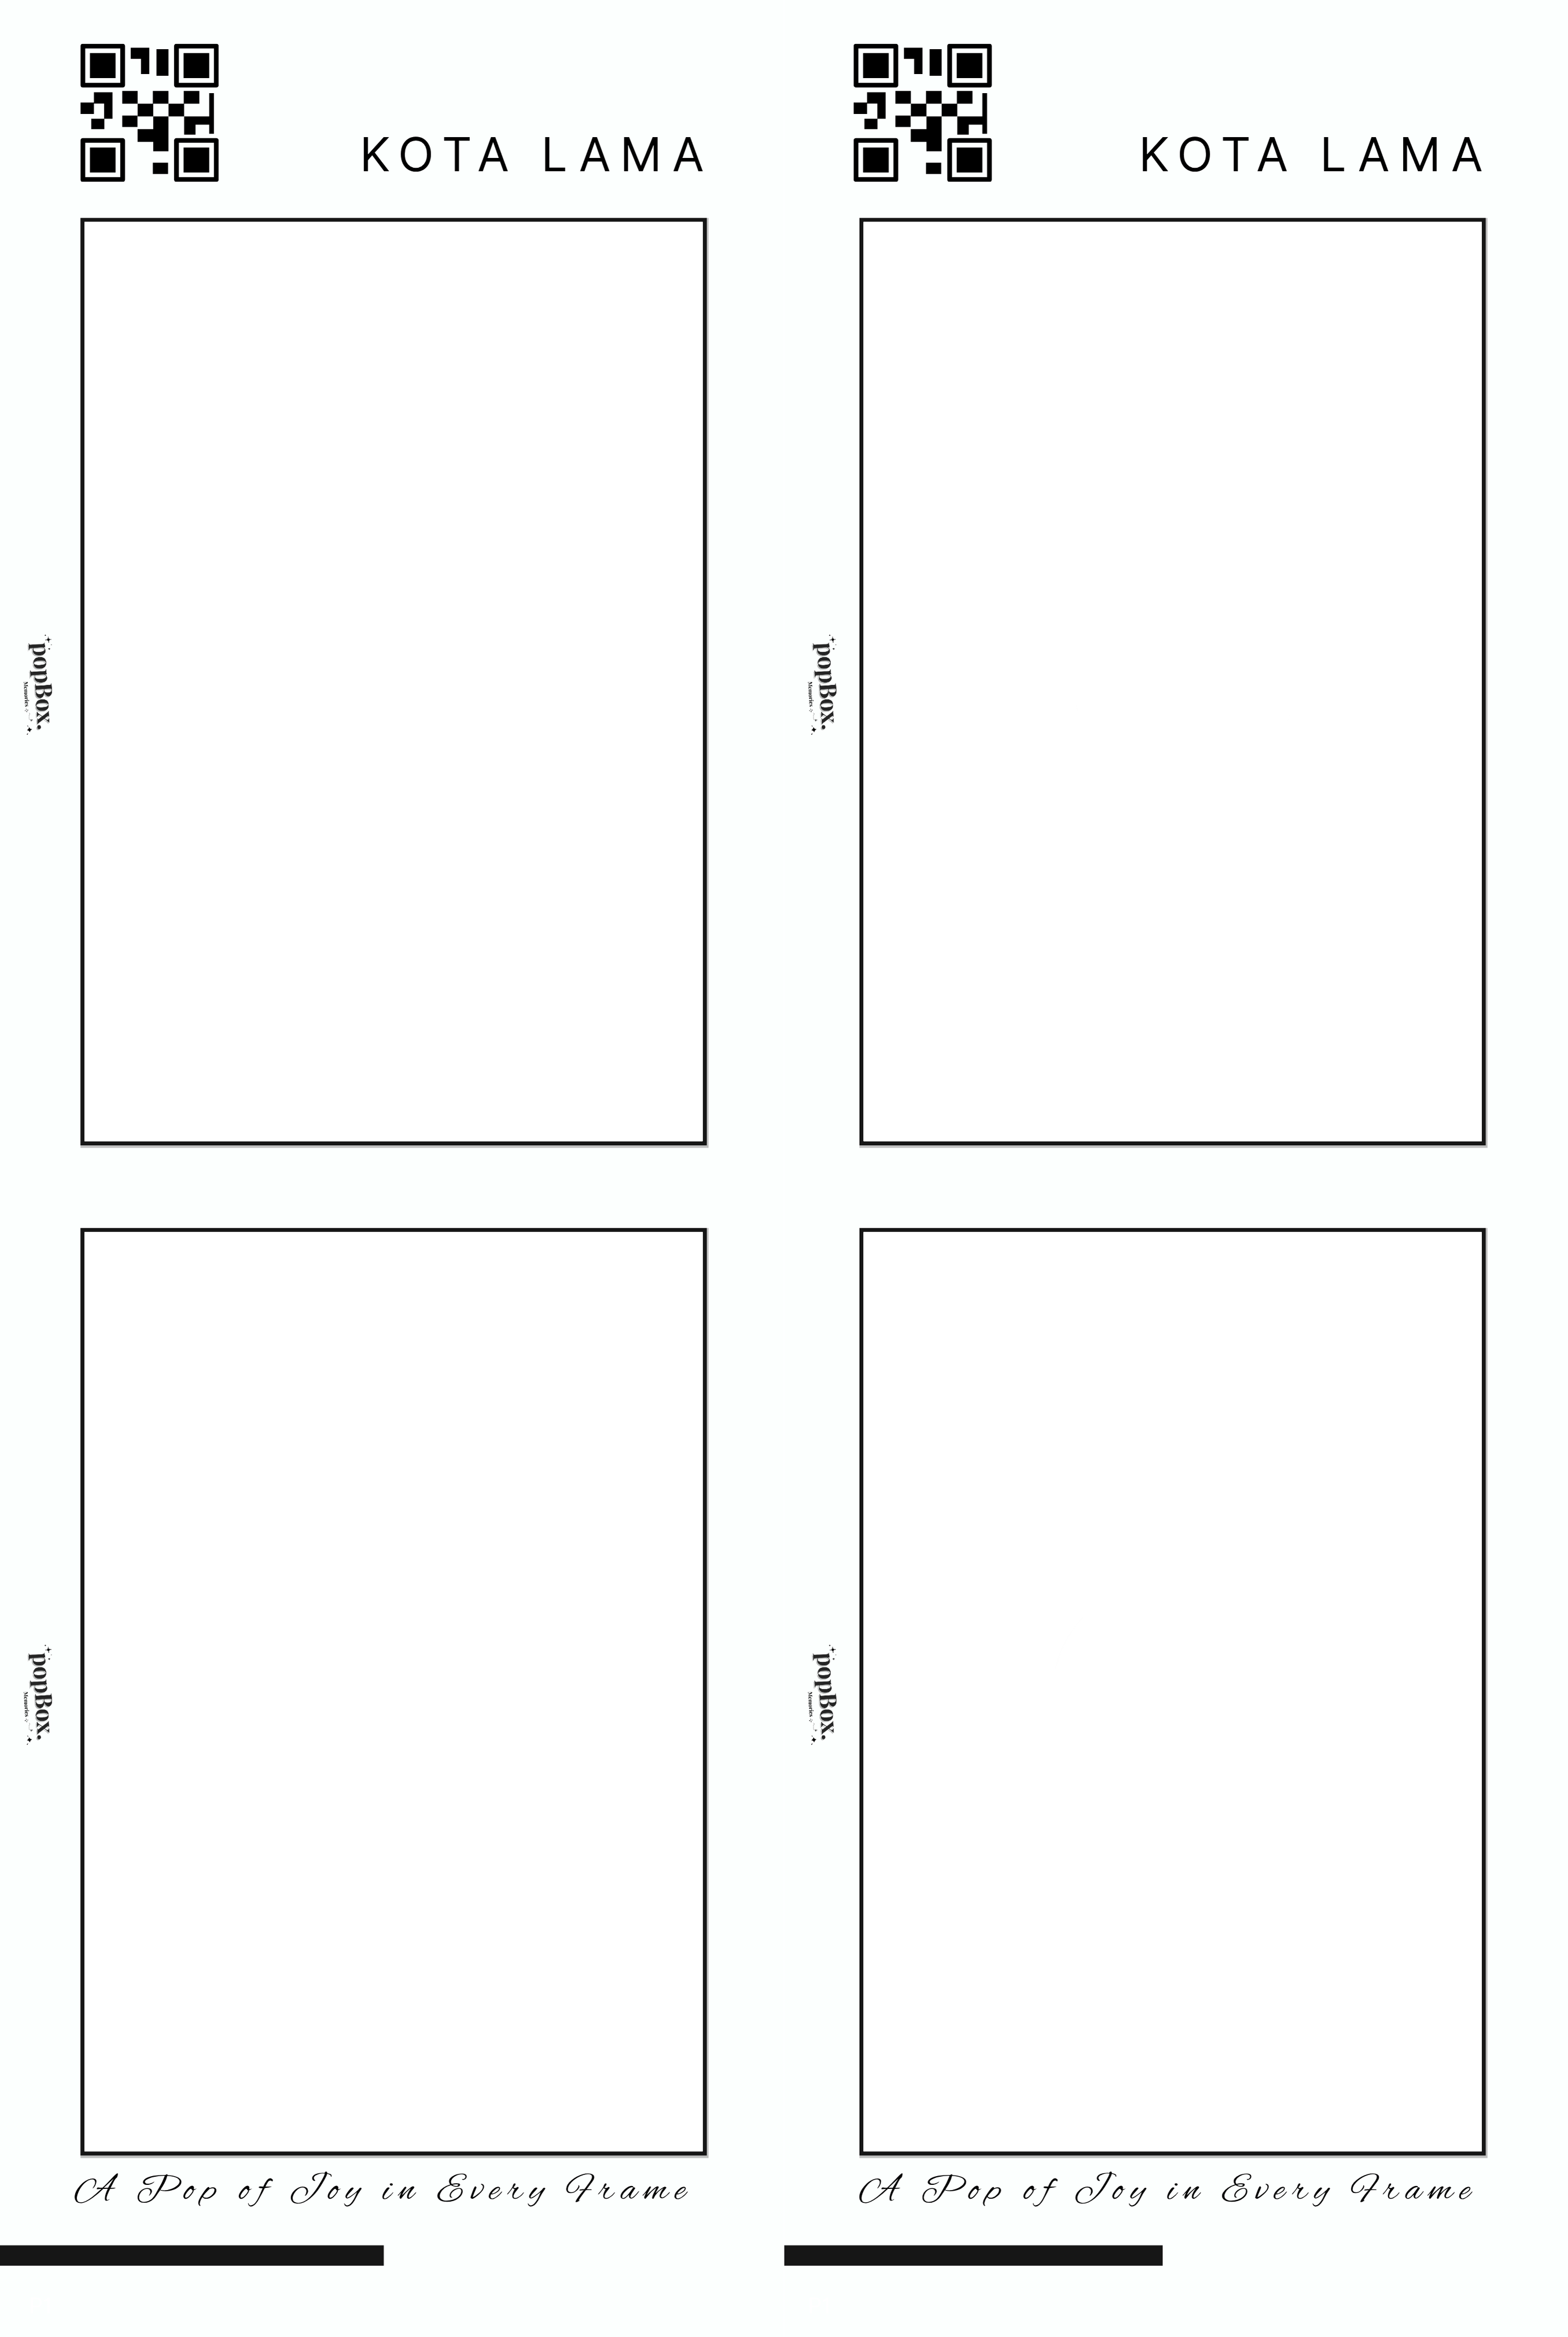 KOTA LAMA
KOTA LAMA
popBox.
Memories
popBox.
Memories
popBox.
Memories
popBox.
Memories
A Pop of Joy in Every Frame
A Pop of Joy in Every Frame